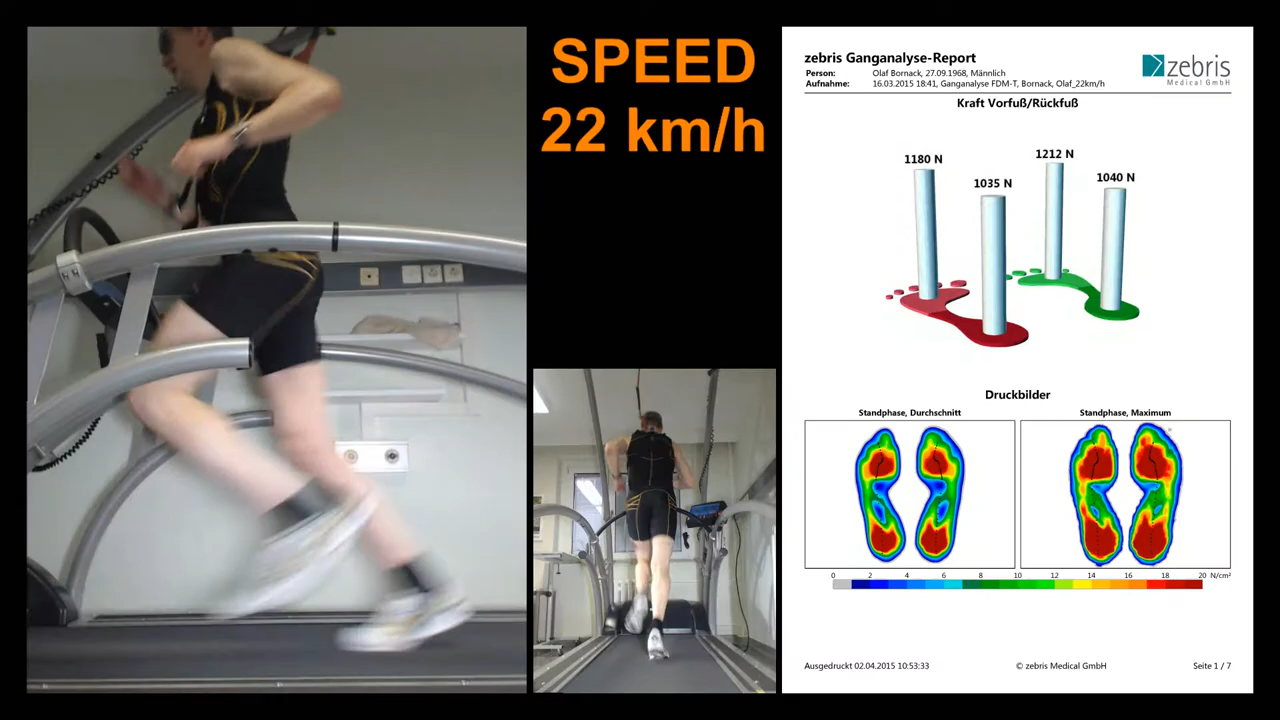 SPEED
22 km/h
zebris Ganganalyse-Report
Person: Olaf Bornack, 27.09.1968, Männlich
Aufnahme: 16.03.2015 18:41, Ganganalyse FDM-T, Bornack, Olaf_22km/h
zebris
Medical GmbH
Kraft Vorfuß/Rückfuß
1180 N
1035 N
1212 N
1040 N
Druckbilder
Standphase, Durchschnitt
Standphase, Maximum
0 2 4 6 8 10 12 14 16 18 20 N/cm²
Ausgedruckt 02.04.2015 10:53:33 © zebris Medical GmbH Seite 1 / 7